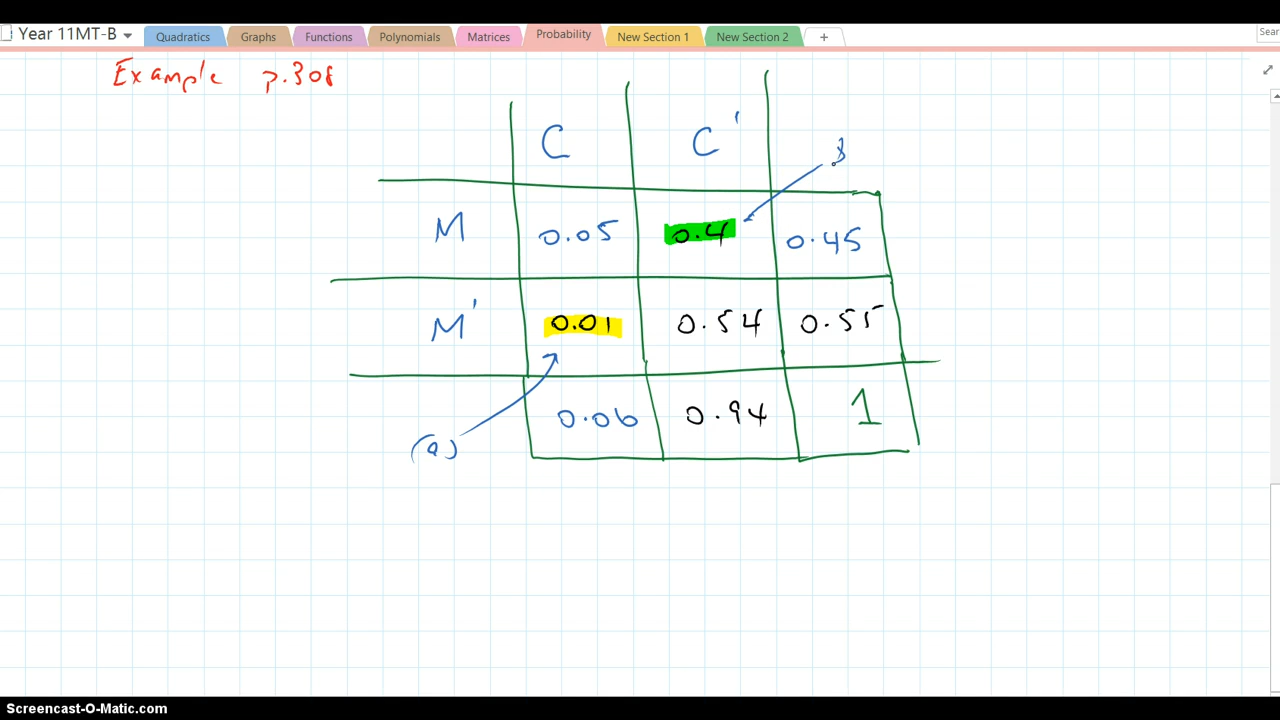 Year 11MT-B
Quadratics Graphs Functions Polynomials Matrices Probability New Section 1 New Section 2 +
Sear
Example p.308
C C'
M 0.05 0.4 0.45
M' 0.01 0.54 0.55
0.06 0.94 1
(a)
Screencast-O-Matic.com